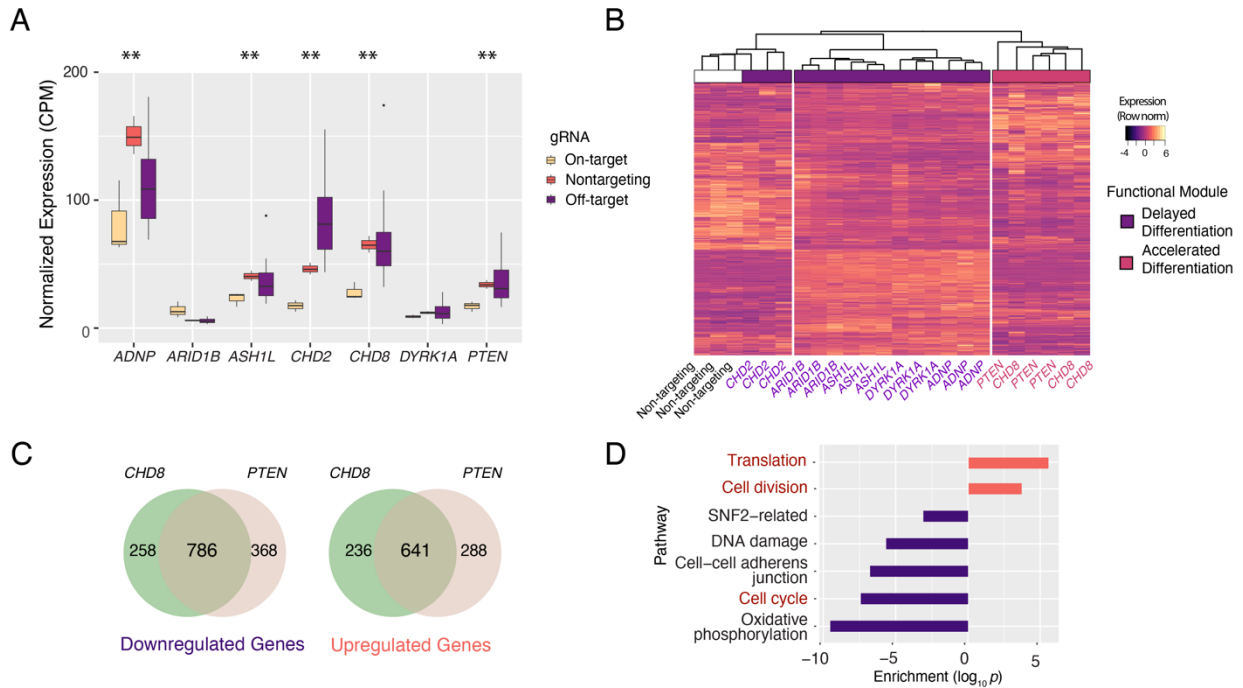 A
** ** ** ** **
Normalized Expression (CPM)
200
100
0
ADNP ARID1B ASH1L CHD2 CHD8 DYRK1A PTEN
gRNA
On-target
Nontargeting
Off-target
B
Expression
(Row norm)
-4 0 6
Functional Module
Delayed
Differentiation
Accelerated
Differentiation
Non-targeting
Non-targeting
Non-targeting
CHD2
CHD2
CHD2
ARID1B
ARID1B
ARID1B
ASH1L
ASH1L
ASH1L
DYRK1A
DYRK1A
DYRK1A
ADNP
ADNP
ADNP
PTEN
CHD8
PTEN
PTEN
CHD8
CHD8
C
CHD8 PTEN
258 786 368
Downregulated Genes
CHD8 PTEN
236 641 288
Upregulated Genes
D
Pathway
Translation
Cell division
SNF2−related
DNA damage
Cell−cell adherens
junction
Cell cycle
Oxidative
phosphorylation
−10 −5 0 5
Enrichment (log10 p)